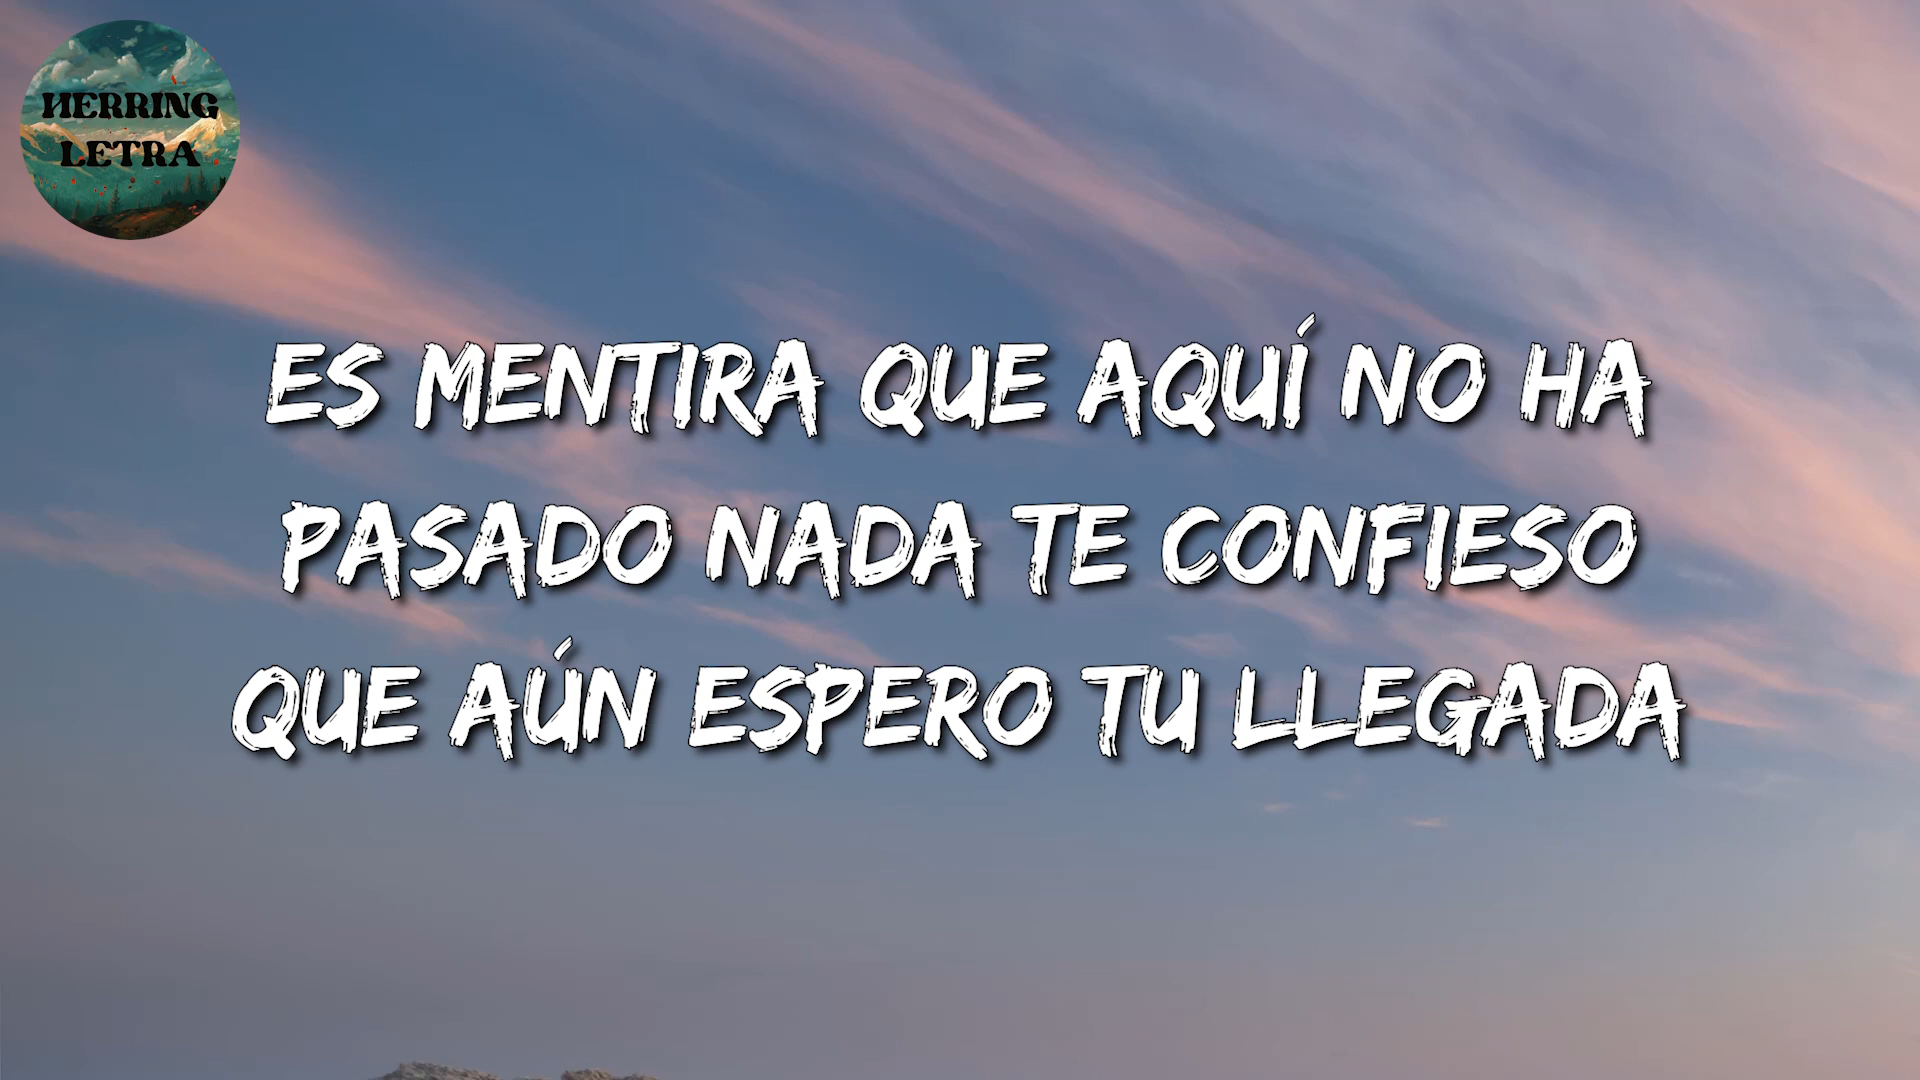 HERRING
LETRA
ES MENTIRA QUE AQUÍ NO HA
PASADO NADA TE CONFIESO
QUE AÚN ESPERO TU LLEGADA